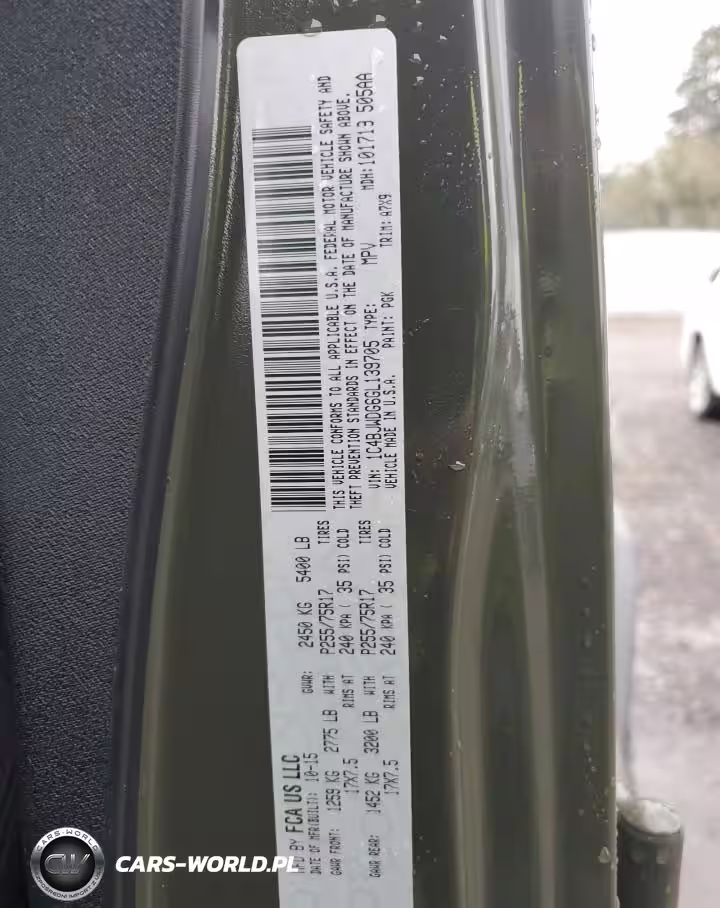 MFD BY FCA US LLC
DATE OF MFR(BUILT): 10-15 GVWR: 2450 KG 5400 LB
GAWR FRONT: 1259 KG 2775 LB WITH P255/75R17 TIRES
17X7.5 RIMS AT 240 KPA ( 35 PSI) COLD
GAWR REAR: 1452 KG 3200 LB WITH P255/75R17 TIRES
17X7.5 RIMS AT 240 KPA ( 35 PSI) COLD
THIS VEHICLE CONFORMS TO ALL APPLICABLE U.S.A. FEDERAL MOTOR VEHICLE SAFETY AND
THEFT PREVENTION STANDARDS IN EFFECT ON THE DATE OF MANUFACTURE SHOWN ABOVE.
VIN: 1C4BJWDG6GL139705 TYPE: MPV MDH: 101713 505AA
VEHICLE MADE IN U.S.A. PAINT: PGK TRIM: A7X9
CARS-WORLD
CW
CARS-WORLD.PL